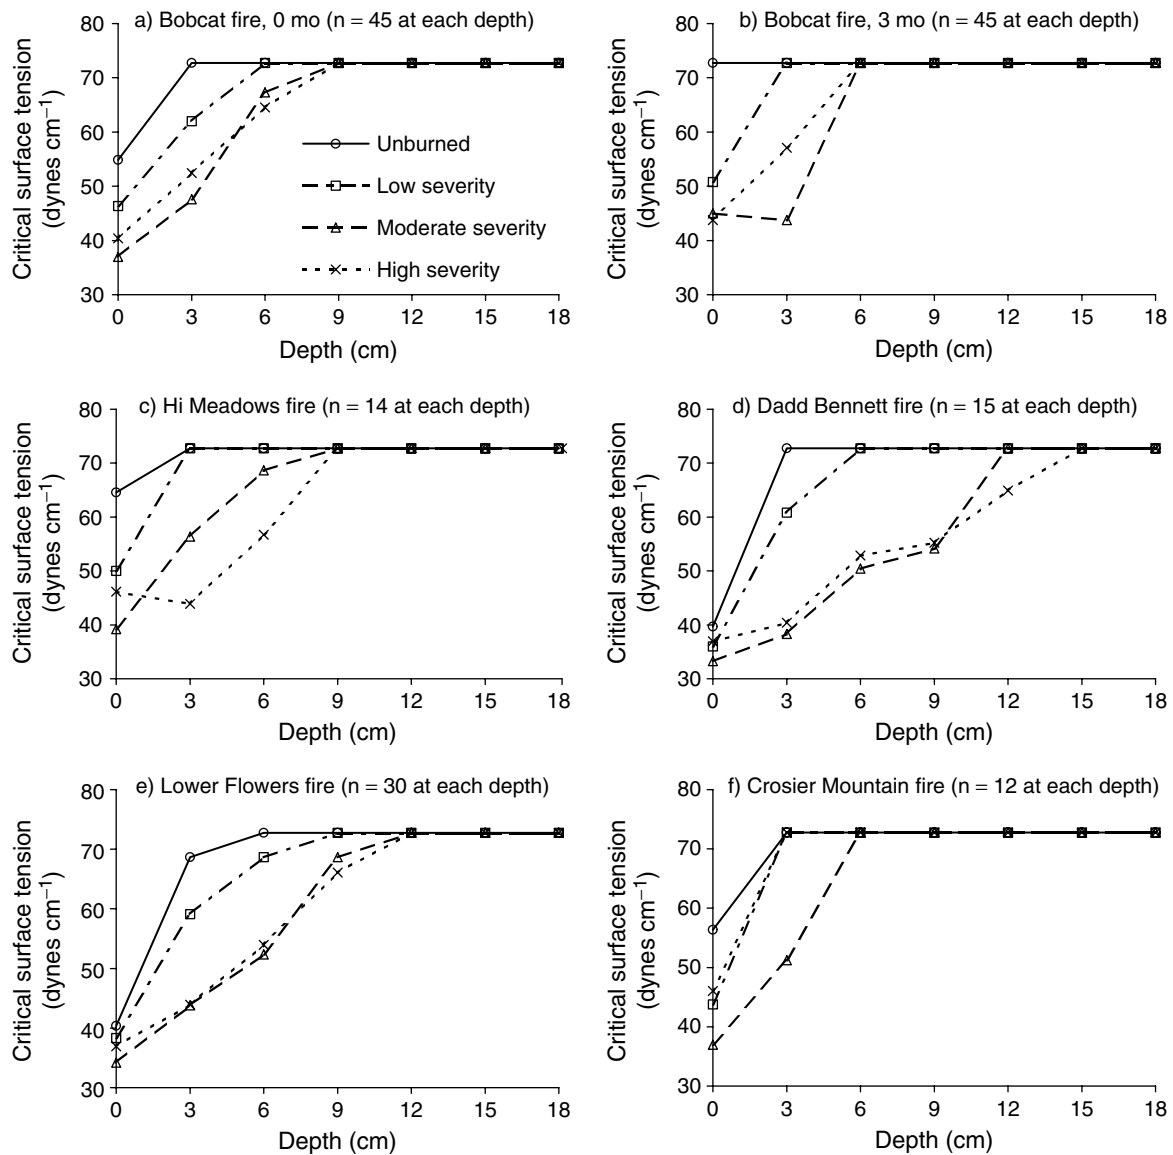 a) Bobcat fire, 0 mo (n = 45 at each depth)
80
70
60
50
40
30
0 3 6 9 12 15 18
Critical surface tension
(dynes cm−1)
Depth (cm)
Unburned
Low severity
Moderate severity
High severity
b) Bobcat fire, 3 mo (n = 45 at each depth)
80
70
60
50
40
30
0 3 6 9 12 15 18
Critical surface tension
(dynes cm−1)
Depth (cm)
c) Hi Meadows fire (n = 14 at each depth)
80
70
60
50
40
30
0 3 6 9 12 15 18
Critical surface tension
(dynes cm−1)
Depth (cm)
d) Dadd Bennett fire (n = 15 at each depth)
80
70
60
50
40
30
0 3 6 9 12 15 18
Critical surface tension
(dynes cm−1)
Depth (cm)
e) Lower Flowers fire (n = 30 at each depth)
80
70
60
50
40
30
0 3 6 9 12 15 18
Critical surface tension
(dynes cm−1)
Depth (cm)
f) Crosier Mountain fire (n = 12 at each depth)
80
70
60
50
40
30
0 3 6 9 12 15 18
Critical surface tension
(dynes cm−1)
Depth (cm)